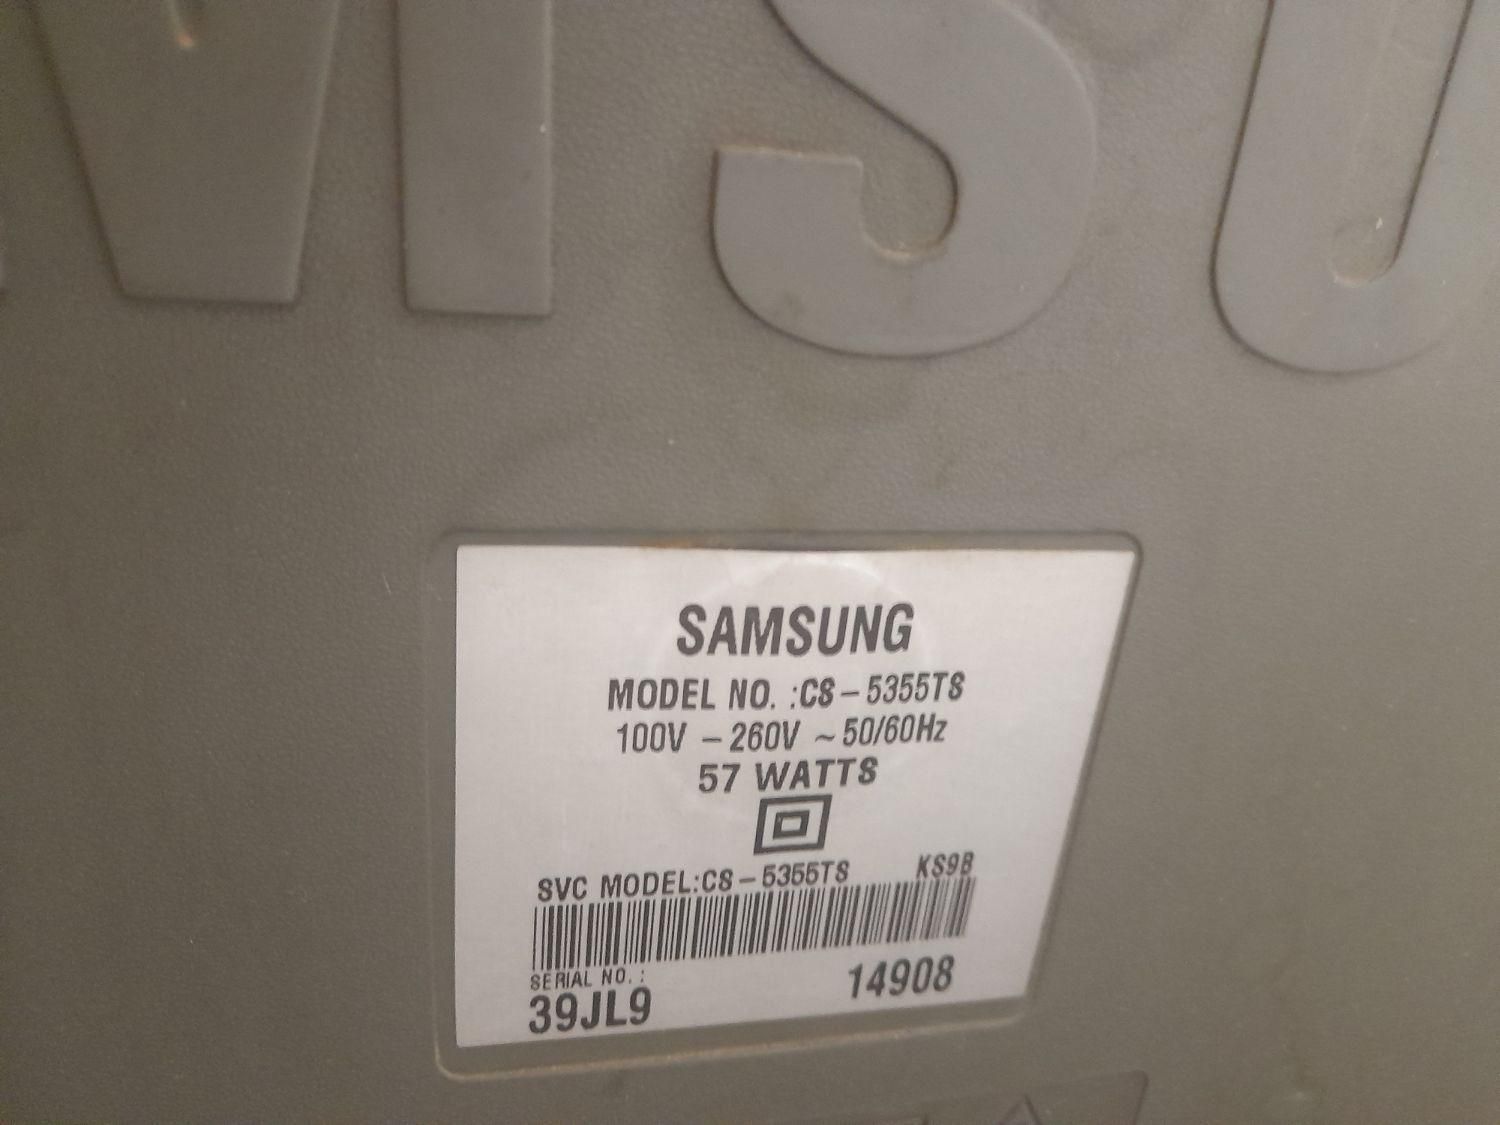 MSU
SAMSUNG
MODEL NO. :CS-5355TS
100V - 260V ~ 50/60Hz
57 WATTS
SVC MODEL:CS-5355TS KS9B
SERIAL NO. :
39JL9 14908